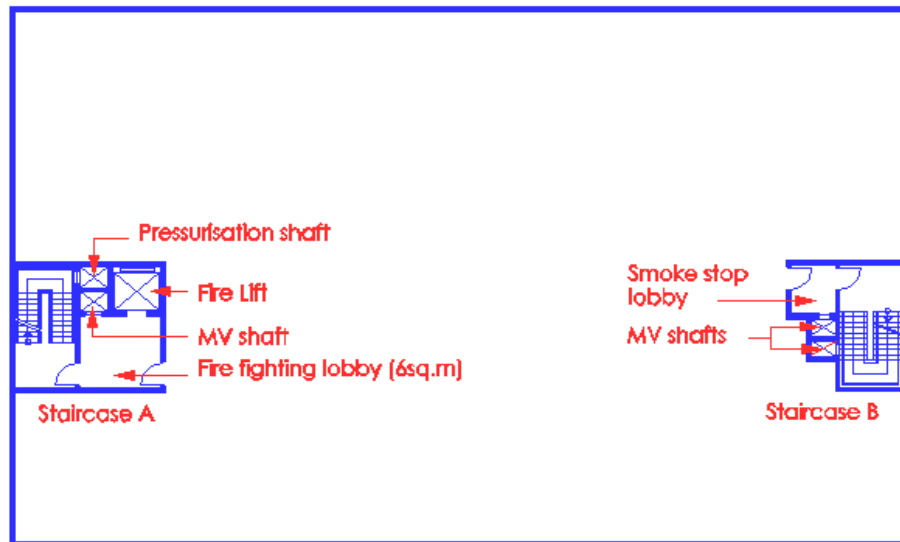 Pressurisation shaft
Fire Lift
MV shaft
Fire fighting lobby (6sq.m)
Staircase A
Smoke stop
lobby
MV shafts
Staircase B